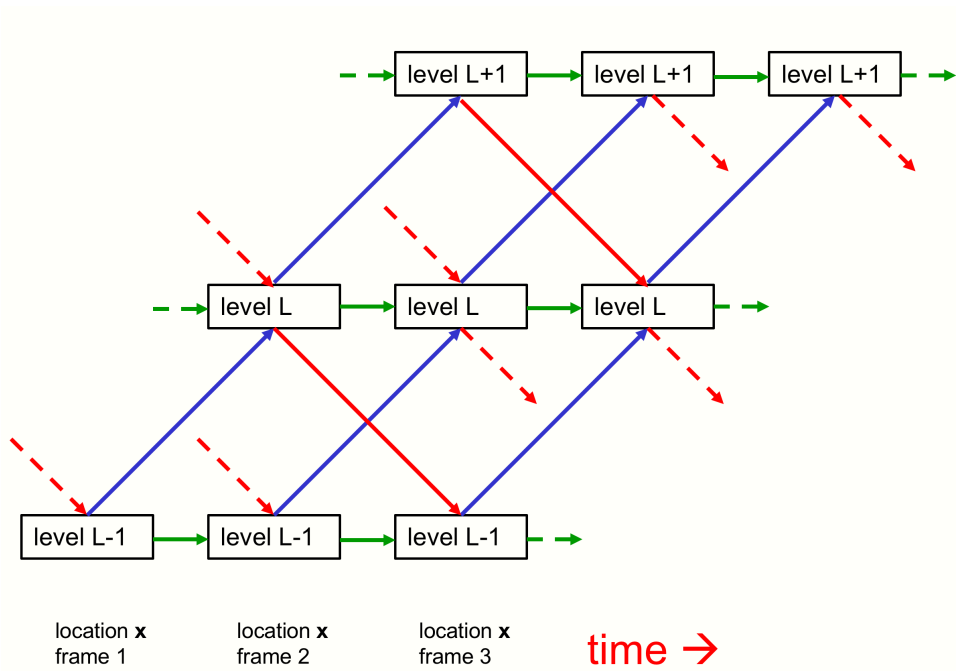 level L+1
level L+1
level L+1
level L
level L
level L
level L-1
level L-1
level L-1
location x
frame 1
location x
frame 2
location x
frame 3
time →